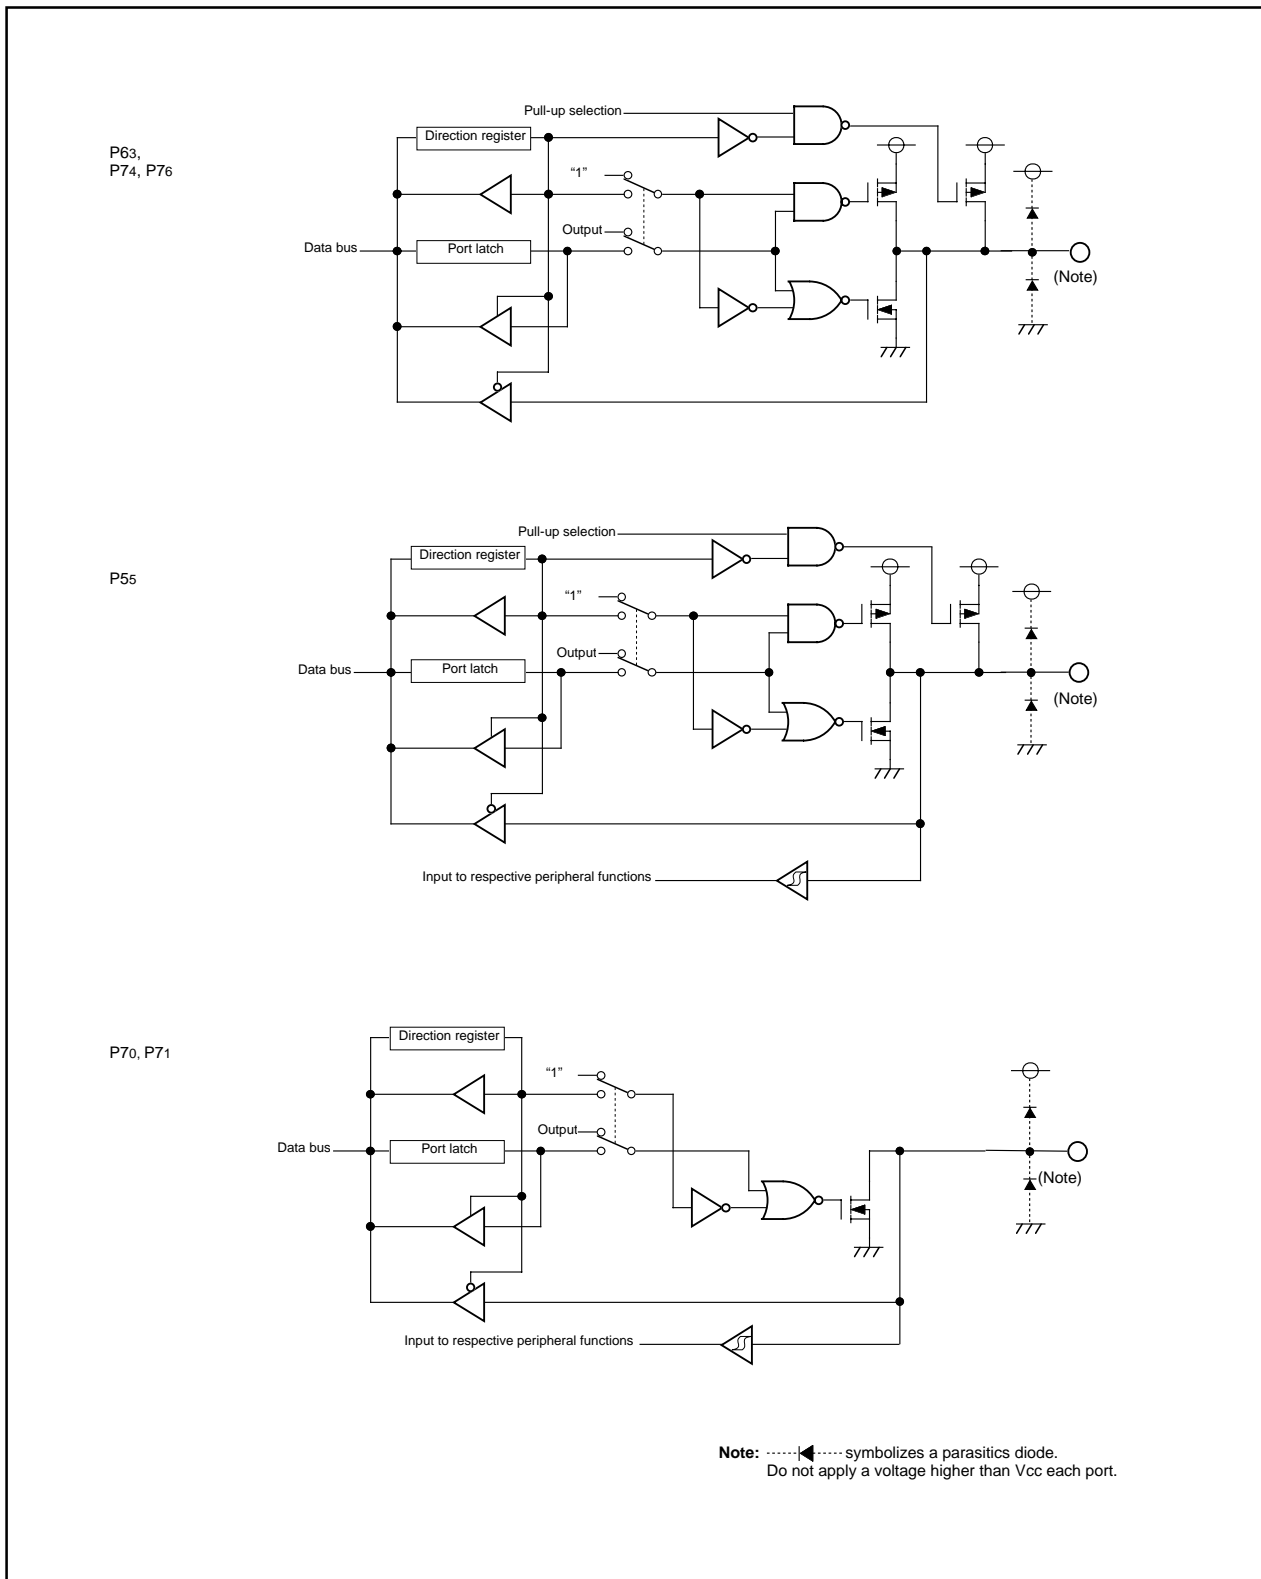 Pull-up selection
Direction register
P63,
P74, P76
“1”
Output
Data bus
Port latch
(Note)
Pull-up selection
Direction register
P55
“1”
Output
Data bus
Port latch
(Note)
Input to respective peripheral functions
Direction register
P70, P71
“1”
Output
Data bus
Port latch
(Note)
Input to respective peripheral functions
Note: symbolizes a parasitics diode.
Do not apply a voltage higher than Vcc each port.